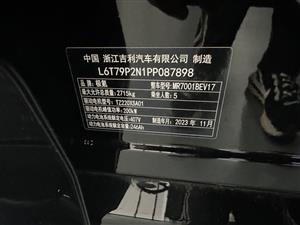 中国 浙江吉利汽车有限公司 制造
L6T79P2N1PP087898
品牌：极氪 整车型号：MR7001BEV17
最大允许总质量：2715kg 乘坐人数：5
驱动电机型号：TZ220XSA01
驱动电机峰值功率：200kW
动力电池系统额定电压：407V 制造年月：2023 年 11月
动力电池系统额定容量：246Ah